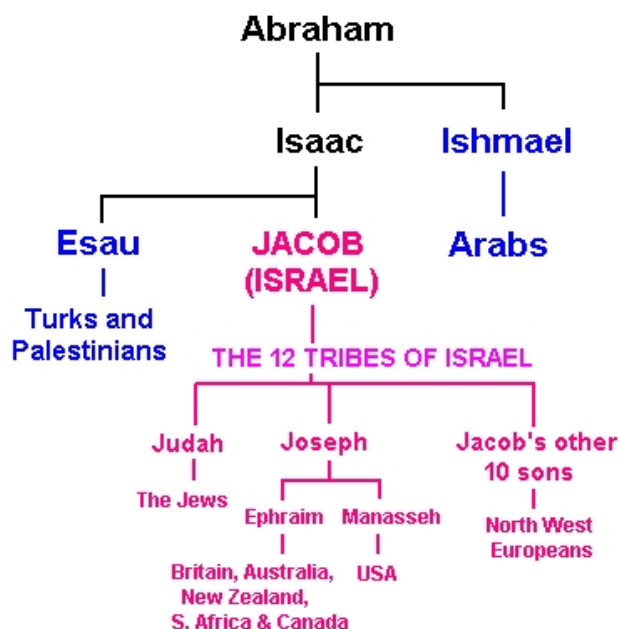 Abraham
Isaac
Ishmael
Esau
JACOB
(ISRAEL)
Arabs
Turks and
Palestinians
THE 12 TRIBES OF ISRAEL
Judah
Joseph
Jacob's other
10 sons
The Jews
Ephraim
Manasseh
North West
Europeans
Britain, Australia,
New Zealand,
S. Africa & Canada
USA